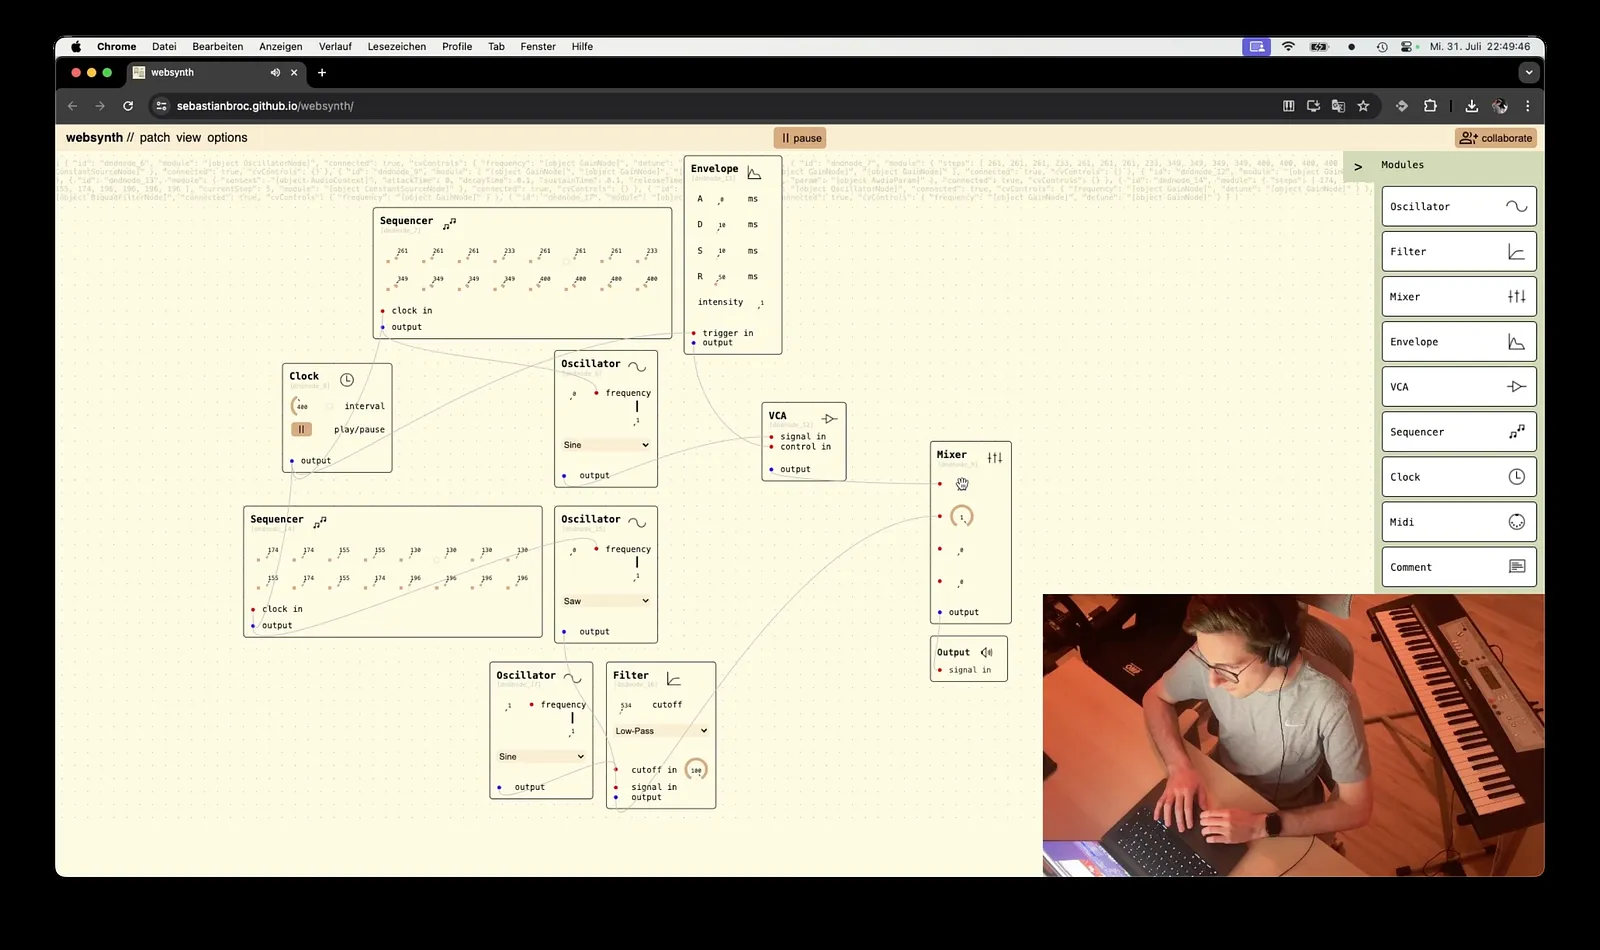 Chrome Datei Bearbeiten Anzeigen Verlauf Lesezeichen Profile Tab Fenster Hilfe Mi. 31. Juli 22:49:46
websynth
sebastianbroc.github.io/websynth/
websynth // patch view options
pause
collaborate
Modules
Oscillator
Filter
Mixer
Envelope
VCA
Sequencer
Clock
Midi
Comment
Envelope
A 0 ms
D 10 ms
S 10 ms
R 50 ms
intensity 1
trigger in
output
Sequencer
261 261 261 233 261 261 261 233
349 349 349 349 400 400 400 400
clock in
output
Clock
400 interval
play/pause
output
Oscillator
0 frequency
1
Sine
output
VCA
signal in
control in
output
Mixer
1
0
0
output
Output
signal in
Sequencer
174 174 155 155 130 130 130 130
155 174 155 174 196 196 196 196
clock in
output
Oscillator
0 frequency
1
Saw
output
Oscillator
1 frequency
1
Sine
output
Filter
534 cutoff
Low-Pass
cutoff in 100
signal in
output